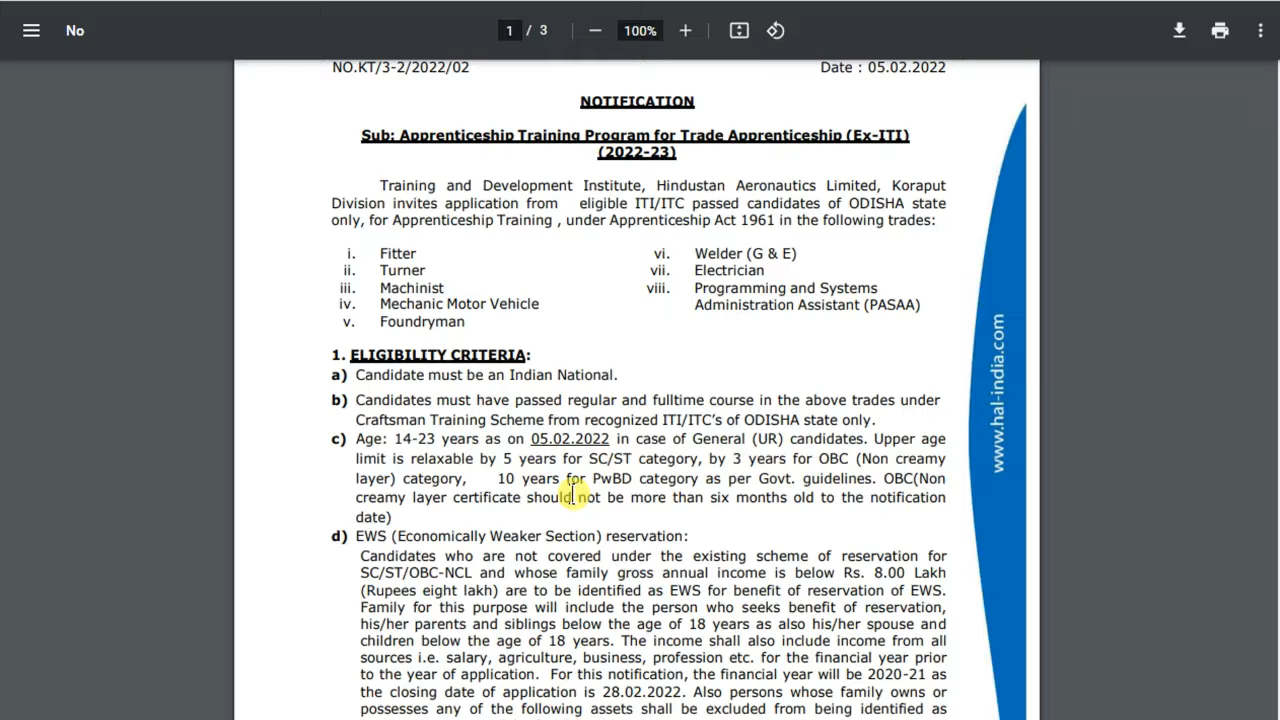 No
1 / 3
100%
NO.KT/3-2/2022/02 Date : 05.02.2022
NOTIFICATION
Sub: Apprenticeship Training Program for Trade Apprenticeship (Ex-ITI)
(2022-23)
Training and Development Institute, Hindustan Aeronautics Limited, Koraput
Division invites application from eligible ITI/ITC passed candidates of ODISHA state
only, for Apprenticeship Training , under Apprenticeship Act 1961 in the following trades:
i. Fitter
ii. Turner
iii. Machinist
iv. Mechanic Motor Vehicle
v. Foundryman
vi. Welder (G & E)
vii. Electrician
viii. Programming and Systems
Administration Assistant (PASAA)
1. ELIGIBILITY CRITERIA:
a) Candidate must be an Indian National.
b) Candidates must have passed regular and fulltime course in the above trades under
Craftsman Training Scheme from recognized ITI/ITC's of ODISHA state only.
c) Age: 14-23 years as on 05.02.2022 in case of General (UR) candidates. Upper age
limit is relaxable by 5 years for SC/ST category, by 3 years for OBC (Non creamy
layer) category, 10 years for PwBD category as per Govt. guidelines. OBC(Non
creamy layer certificate should not be more than six months old to the notification
date)
d) EWS (Economically Weaker Section) reservation:
Candidates who are not covered under the existing scheme of reservation for
SC/ST/OBC-NCL and whose family gross annual income is below Rs. 8.00 Lakh
(Rupees eight lakh) are to be identified as EWS for benefit of reservation of EWS.
Family for this purpose will include the person who seeks benefit of reservation,
his/her parents and siblings below the age of 18 years as also his/her spouse and
children below the age of 18 years. The income shall also include income from all
sources i.e. salary, agriculture, business, profession etc. for the financial year prior
to the year of application. For this notification, the financial year will be 2020-21 as
the closing date of application is 28.02.2022. Also persons whose family owns or
possesses any of the following assets shall be excluded from being identified as
www.hal-india.com